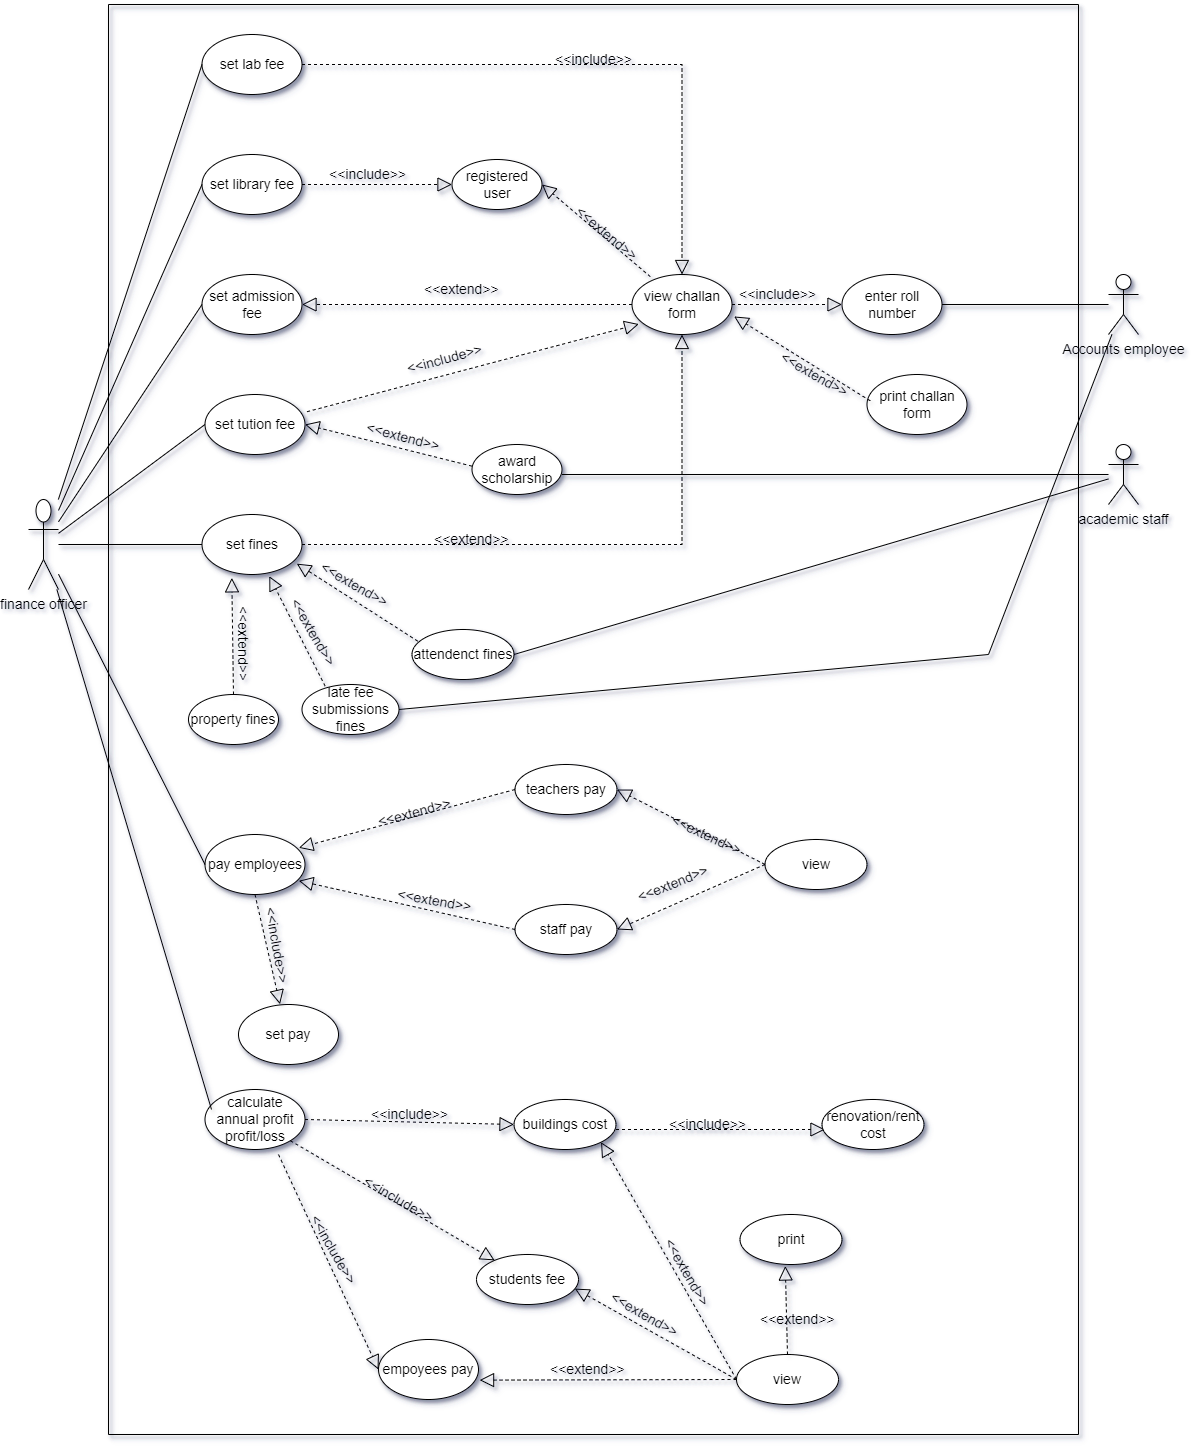 set lab fee
<<include>>
set library fee
<<include>>
registered
user
<<extend>>
set admission
fee
<<extend>>
view challan
form
<<include>>
enter roll
number
Accounts employee
<<include>>
<<extend>>
print challan
form
set tution fee
<<extend>>
award
scholarship
academic staff
set fines
<<extend>>
finance officer
<<extend>>
<<extend>>
<<extend>>
attendenct fines
property fines
late fee
submissions
fines
teachers pay
<<extend>>
<<extend>>
pay employees
view
<<extend>>
<<extend>>
staff pay
<<include>>
set pay
calculate
annual profit
profit/loss
<<include>>
buildings cost
<<include>>
renovation/rent
cost
<<include>>
<<include>>
print
<<extend>>
students fee
<<extend>>
<<extend>>
empoyees pay
<<extend>>
view